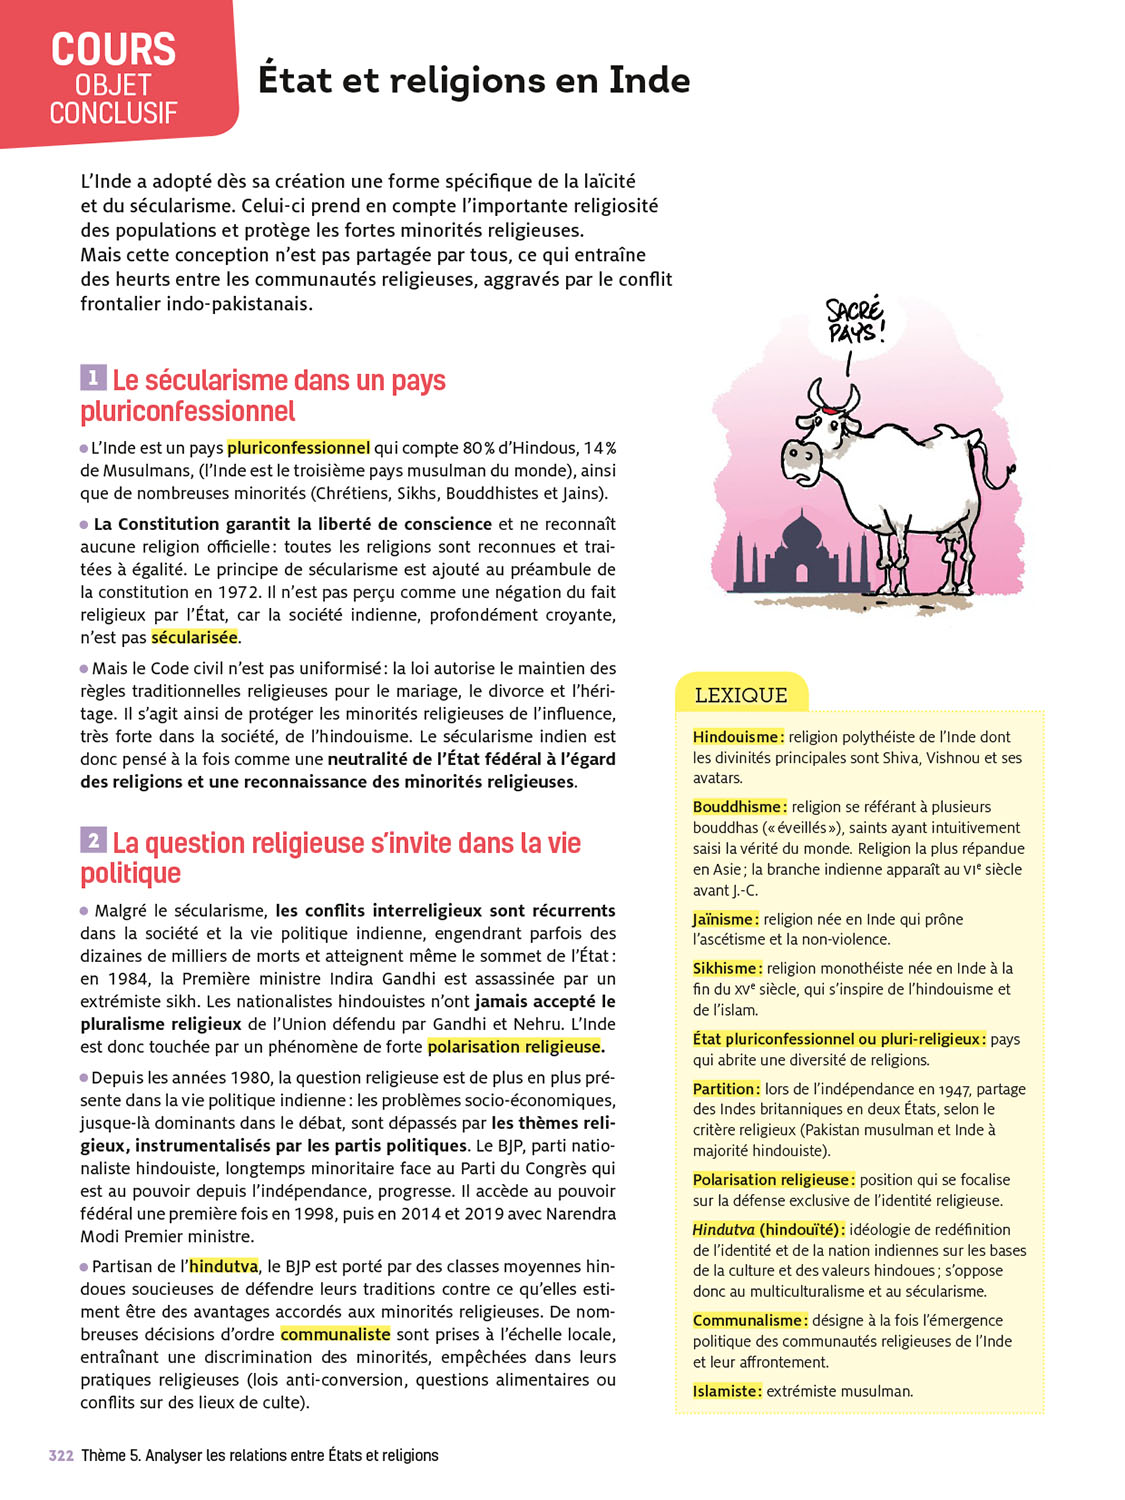 COURS
OBJET
CONCLUSIF
État et religions en Inde
L'Inde a adopté dès sa création une forme spécifique de la laïcité
et du sécularisme. Celui-ci prend en compte l'importante religiosité
des populations et protège les fortes minorités religieuses.
Mais cette conception n'est pas partagée par tous, ce qui entraîne
des heurts entre les communautés religieuses, aggravés par le conflit
frontalier indo-pakistanais.
1 Le sécularisme dans un pays
pluriconfessionnel
● L'Inde est un pays pluriconfessionnel qui compte 80 % d'Hindous, 14 %
de Musulmans, (l'Inde est le troisième pays musulman du monde), ainsi
que de nombreuses minorités (Chrétiens, Sikhs, Bouddhistes et Jains).
● La Constitution garantit la liberté de conscience et ne reconnaît
aucune religion officielle : toutes les religions sont reconnues et trai-
tées à égalité. Le principe de sécularisme est ajouté au préambule de
la constitution en 1972. Il n'est pas perçu comme une négation du fait
religieux par l'État, car la société indienne, profondément croyante,
n'est pas sécularisée.
● Mais le Code civil n'est pas uniformisé : la loi autorise le maintien des
règles traditionnelles religieuses pour le mariage, le divorce et l'héri-
tage. Il s'agit ainsi de protéger les minorités religieuses de l'influence,
très forte dans la société, de l'hindouisme. Le sécularisme indien est
donc pensé à la fois comme une neutralité de l'État fédéral à l'égard
des religions et une reconnaissance des minorités religieuses.
2 La question religieuse s'invite dans la vie
politique
● Malgré le sécularisme, les conflits interreligieux sont récurrents
dans la société et la vie politique indienne, engendrant parfois des
dizaines de milliers de morts et atteignent même le sommet de l'État :
en 1984, la Première ministre Indira Gandhi est assassinée par un
extrémiste sikh. Les nationalistes hindouistes n'ont jamais accepté le
pluralisme religieux de l'Union défendu par Gandhi et Nehru. L'Inde
est donc touchée par un phénomène de forte polarisation religieuse.
● Depuis les années 1980, la question religieuse est de plus en plus pré-
sente dans la vie politique indienne : les problèmes socio-économiques,
jusque-là dominants dans le débat, sont dépassés par les thèmes reli-
gieux, instrumentalisés par les partis politiques. Le BJP, parti natio-
naliste hindouiste, longtemps minoritaire face au Parti du Congrès qui
est au pouvoir depuis l'indépendance, progresse. Il accède au pouvoir
fédéral une première fois en 1998, puis en 2014 et 2019 avec Narendra
Modi Premier ministre.
● Partisan de l'hindutva, le BJP est porté par des classes moyennes hin-
doues soucieuses de défendre leurs traditions contre ce qu'elles esti-
ment être des avantages accordés aux minorités religieuses. De nom-
breuses décisions d'ordre communaliste sont prises à l'échelle locale,
entraînant une discrimination des minorités, empêchées dans leurs
pratiques religieuses (lois anti-conversion, questions alimentaires ou
conflits sur des lieux de culte).
SACRÉ
PAYS !
LEXIQUE
Hindouisme : religion polythéiste de l'Inde dont
les divinités principales sont Shiva, Vishnou et ses
avatars.
Bouddhisme : religion se référant à plusieurs
bouddhas (« éveillés »), saints ayant intuitivement
saisi la vérité du monde. Religion la plus répandue
en Asie ; la branche indienne apparaît au VIe siècle
avant J.-C.
Jaïnisme : religion née en Inde qui prône
l'ascétisme et la non-violence.
Sikhisme : religion monothéiste née en Inde à la
fin du XVe siècle, qui s'inspire de l'hindouisme et
de l'islam.
État pluriconfessionnel ou pluri-religieux : pays
qui abrite une diversité de religions.
Partition : lors de l'indépendance en 1947, partage
des Indes britanniques en deux États, selon le
critère religieux (Pakistan musulman et Inde à
majorité hindouiste).
Polarisation religieuse : position qui se focalise
sur la défense exclusive de l'identité religieuse.
Hindutva (hindouïté) : idéologie de redéfinition
de l'identité et de la nation indiennes sur les bases
de la culture et des valeurs hindoues ; s'oppose
donc au multiculturalisme et au sécularisme.
Communalisme : désigne à la fois l'émergence
politique des communautés religieuses de l'Inde
et leur affrontement.
Islamiste : extrémiste musulman.
322 Thème 5. Analyser les relations entre États et religions